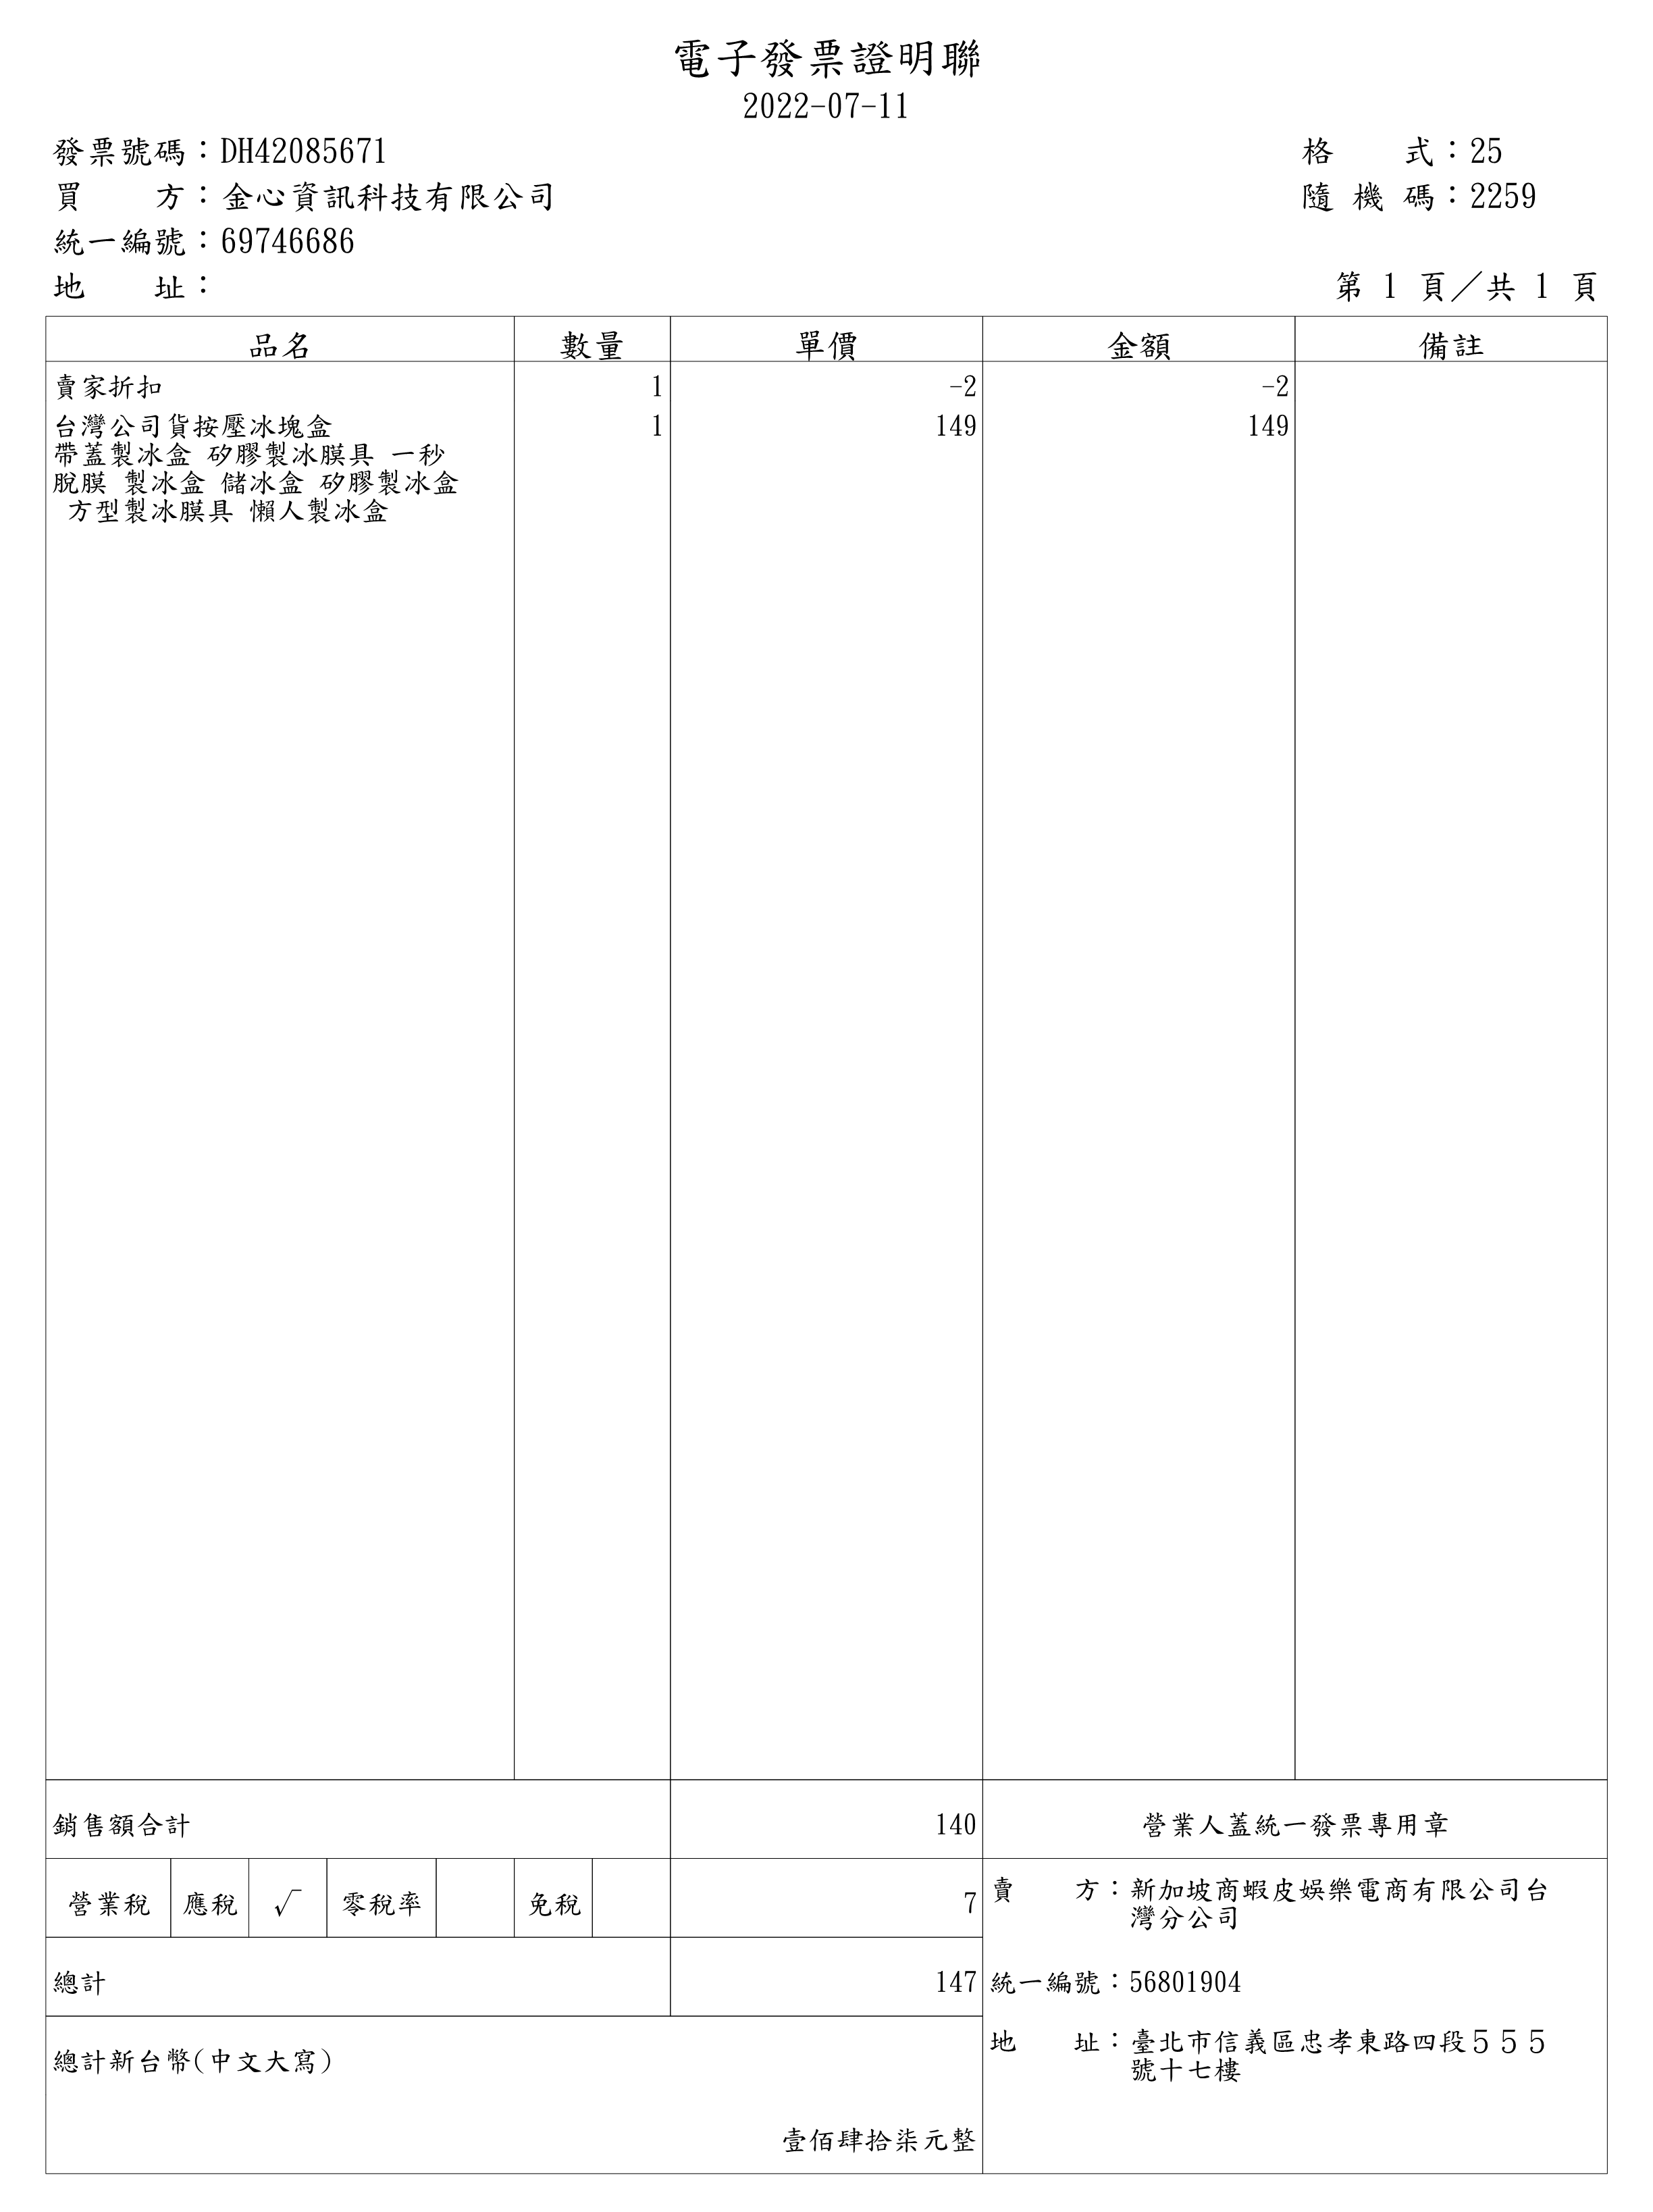 電子發票證明聯
2022-07-11
發票號碼：DH42085671
格　　式：25
買　　方：金心資訊科技有限公司
隨 機 碼：2259
統一編號：69746686
地　　址：
第 1 頁／共 1 頁
品名 數量 單價 金額 備註
賣家折扣 1 -2 -2
台灣公司貨按壓冰塊盒 1 149 149
帶蓋製冰盒 矽膠製冰膜具 一秒
脫膜 製冰盒 儲冰盒 矽膠製冰盒
方型製冰膜具 懶人製冰盒
銷售額合計 140 營業人蓋統一發票專用章
營業稅 應稅 √ 零稅率 免稅 7
賣　　方：新加坡商蝦皮娛樂電商有限公司台
灣分公司
總計 147
統一編號：56801904
地　　址：臺北市信義區忠孝東路四段５５５
號十七樓
總計新台幣(中文大寫)
壹佰肆拾柒元整